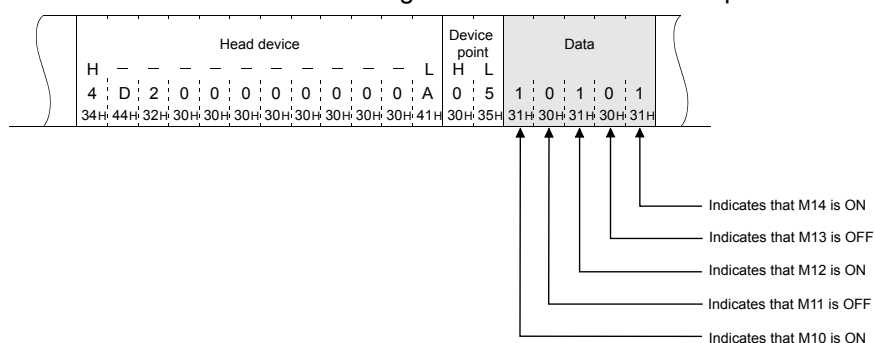 Head device
Device
point
Data
H – – – – – – – – – – L H L
4 D 2 0 0 0 0 0 0 0 0 A 0 5 1 0 1 0 1
34H 44H 32H 30H 30H 30H 30H 30H 30H 30H 30H 41H 30H 35H 31H 30H 31H 30H 31H
Indicates that M14 is ON
Indicates that M13 is OFF
Indicates that M12 is ON
Indicates that M11 is OFF
Indicates that M10 is ON